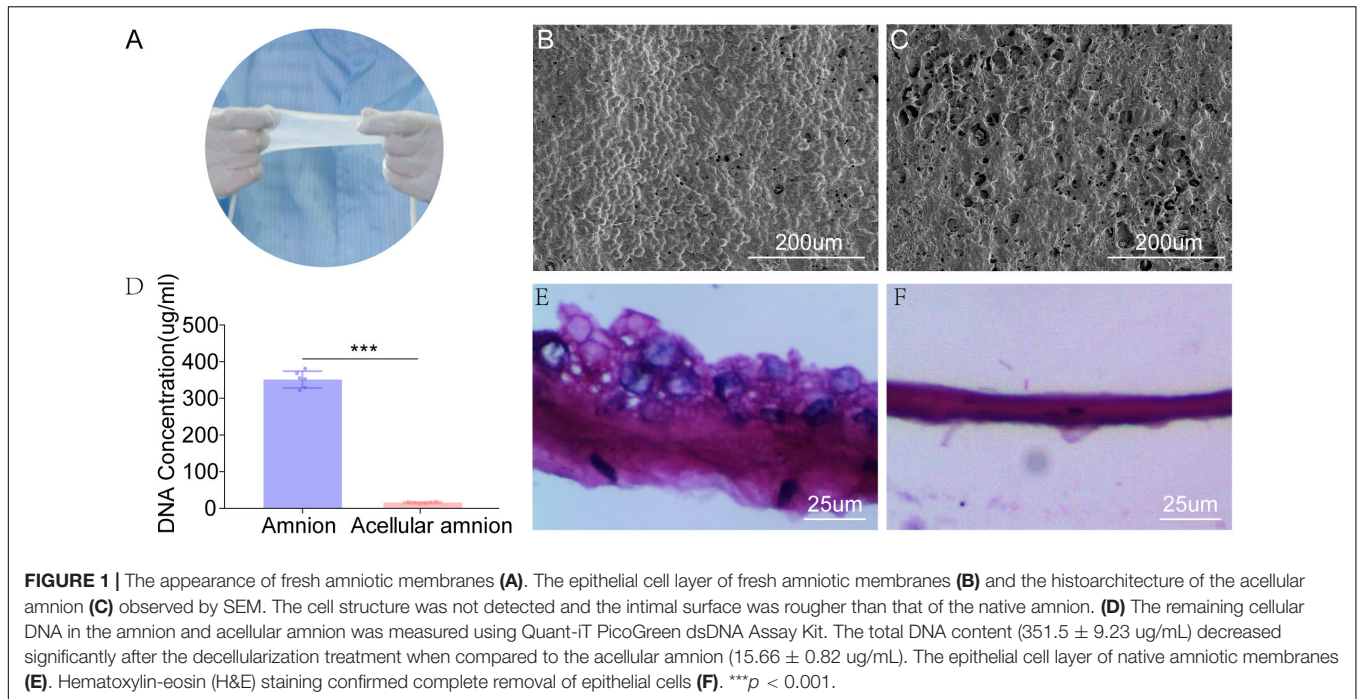 A
B
200um
C
200um
D
DNA Concentration(ug/ml)
500
400
300
200
100
0
***
Amnion
Acellular amnion
E
25um
F
25um
FIGURE 1 | The appearance of fresh amniotic membranes (A). The epithelial cell layer of fresh amniotic membranes (B) and the histoarchitecture of the acellular
amnion (C) observed by SEM. The cell structure was not detected and the intimal surface was rougher than that of the native amnion. (D) The remaining cellular
DNA in the amnion and acellular amnion was measured using Quant-iT PicoGreen dsDNA Assay Kit. The total DNA content (351.5 ± 9.23 ug/mL) decreased
significantly after the decellularization treatment when compared to the acellular amnion (15.66 ± 0.82 ug/mL). The epithelial cell layer of native amniotic membranes
(E). Hematoxylin-eosin (H&E) staining confirmed complete removal of epithelial cells (F). ***p < 0.001.